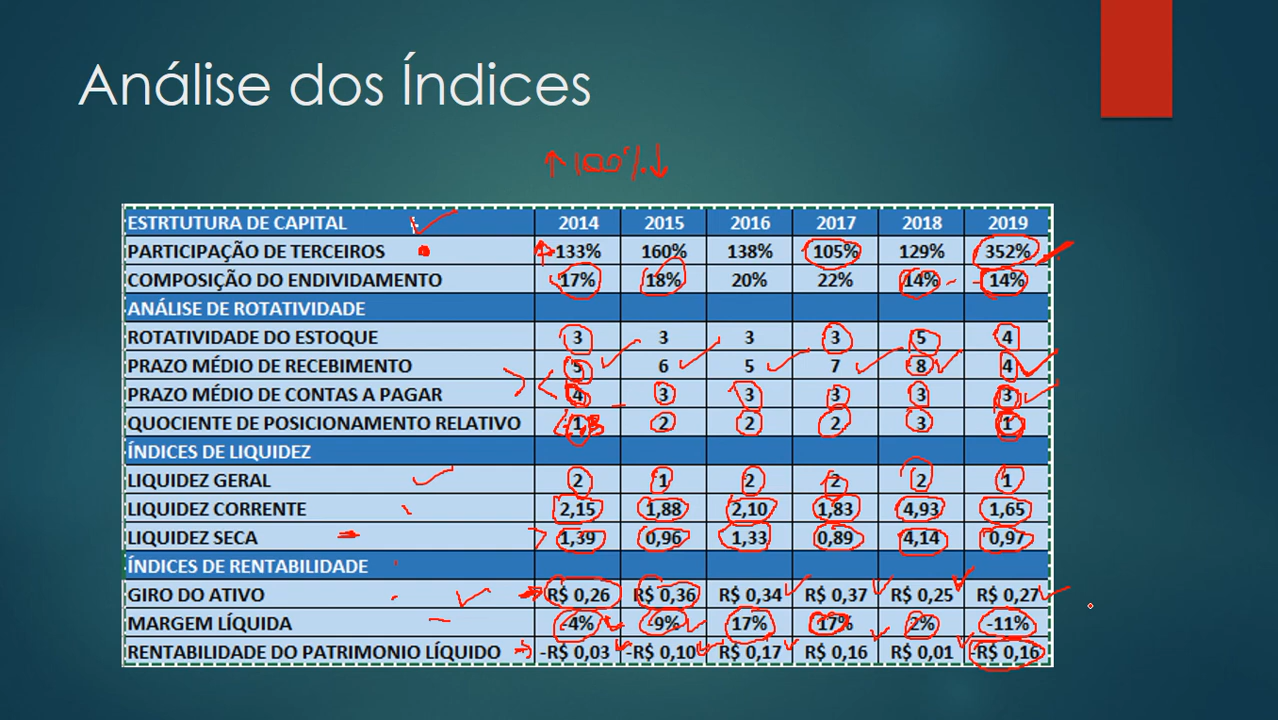 Análise dos Índices
↑100%↓
ESTRTUTURA DE CAPITAL 2014 2015 2016 2017 2018 2019
PARTICIPAÇÃO DE TERCEIROS 133% 160% 138% 105% 129% 352%
COMPOSIÇÃO DO ENDIVIDAMENTO 17% 18% 20% 22% 14% 14%
ANÁLISE DE ROTATIVIDADE
ROTATIVIDADE DO ESTOQUE 3 3 3 3 5 4
PRAZO MÉDIO DE RECEBIMENTO 5 6 5 7 8 4
PRAZO MÉDIO DE CONTAS A PAGAR 4 3 3 3 3 3
QUOCIENTE DE POSICIONAMENTO RELATIVO 1 2 2 2 3 1
ÍNDICES DE LIQUIDEZ
LIQUIDEZ GERAL 2 1 2 2 2 1
LIQUIDEZ CORRENTE 2,15 1,88 2,10 1,83 4,93 1,65
LIQUIDEZ SECA 1,39 0,96 1,33 0,89 4,14 0,97
ÍNDICES DE RENTABILIDADE
GIRO DO ATIVO R$ 0,26 R$ 0,36 R$ 0,34 R$ 0,37 R$ 0,25 R$ 0,27
MARGEM LÍQUIDA -4% -9% 17% 17% 2% -11%
RENTABILIDADE DO PATRIMONIO LÍQUIDO -R$ 0,03 -R$ 0,10 R$ 0,17 R$ 0,16 R$ 0,01 -R$ 0,16